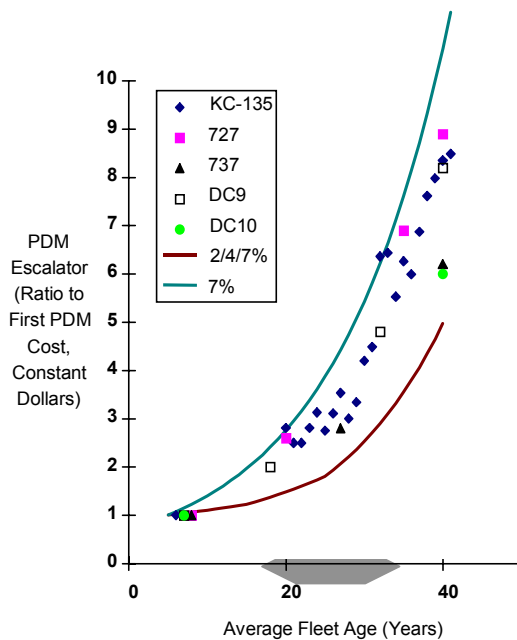 10
9
8
7
6
5
4
3
2
1
0
KC-135
727
737
DC9
DC10
2/4/7%
7%
PDM
Escalator
(Ratio to
First PDM
Cost,
Constant
Dollars)
0
20
40
Average Fleet Age (Years)